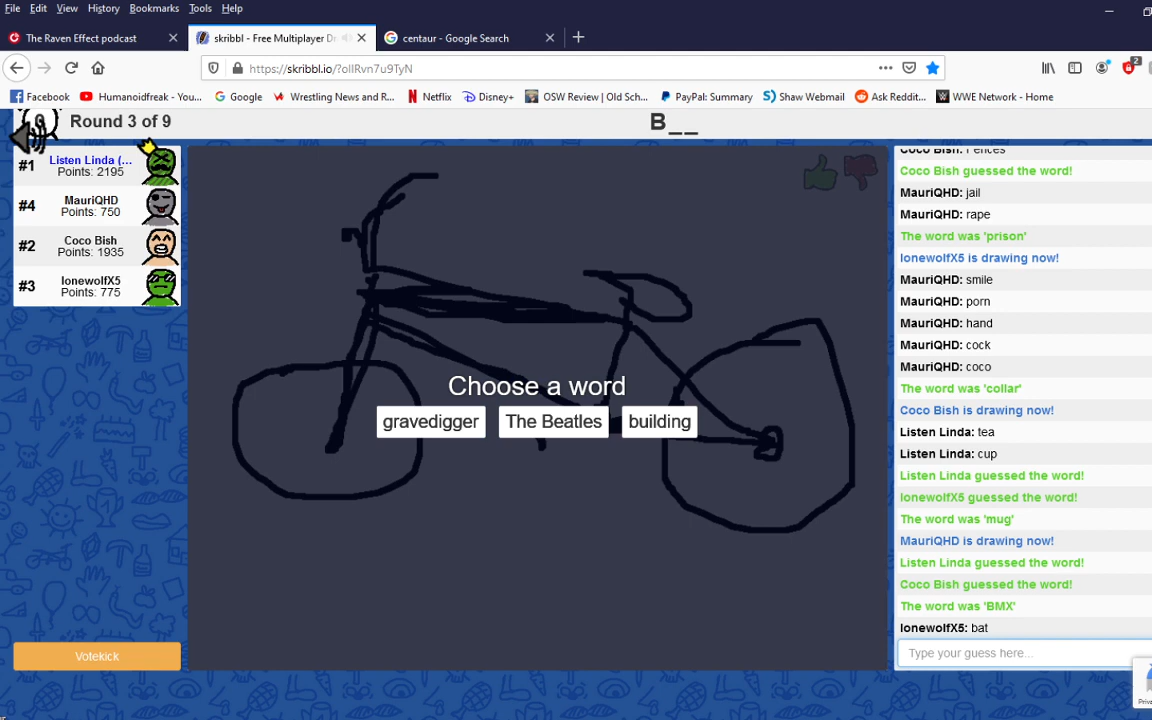 File Edit View History Bookmarks Tools Help
The Raven Effect podcast
skribbl - Free Multiplayer Dr
centaur - Google Search
https://skribbl.io/?olIRvn7u9TyN
2
Facebook
Humanoidfreak - You...
Google
Wrestling News and R...
Netflix
Disney+
OSW Review | Old Sch...
PayPal: Summary
Shaw Webmail
Ask Reddit...
WWE Network - Home
Round 3 of 9
B__
#1
Listen Linda (...
Points: 2195
#4
MauriQHD
Points: 750
#2
Coco Bish
Points: 1935
#3
lonewolfX5
Points: 775
Votekick
Choose a word
gravedigger
The Beatles
building
Coco Bish guessed the word!
MauriQHD: jail
MauriQHD: rape
The word was 'prison'
lonewolfX5 is drawing now!
MauriQHD: smile
MauriQHD: porn
MauriQHD: hand
MauriQHD: cock
MauriQHD: coco
The word was 'collar'
Coco Bish is drawing now!
Listen Linda: tea
Listen Linda: cup
Listen Linda guessed the word!
lonewolfX5 guessed the word!
The word was 'mug'
MauriQHD is drawing now!
Listen Linda guessed the word!
Coco Bish guessed the word!
The word was 'BMX'
lonewolfX5: bat
Type your guess here...